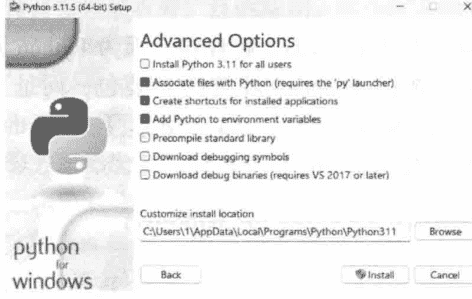 Python 3.11.5 (64-bit) Setup
Advanced Options
Install Python 3.11 for all users
Associate files with Python (requires the 'py' launcher)
Create shortcuts for installed applications
Add Python to environment variables
Precompile standard library
Download debugging symbols
Download debug binaries (requires VS 2017 or later)
Customize install location
C:\Users\1\AppData\Local\Programs\Python\Python311
Browse
python
for
windows
Back
Install
Cancel